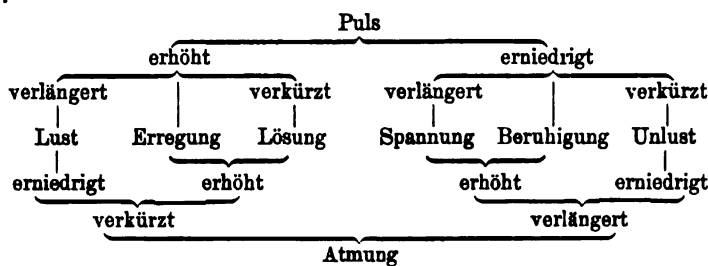 Puls
erhöht erniedrigt
verlängert verkürzt verlängert verkürzt
Lust Erregung Lösung Spannung Beruhigung Unlust
erniedrigt erhöht erhöht erniedrigt
verkürzt verlängert
Atmung